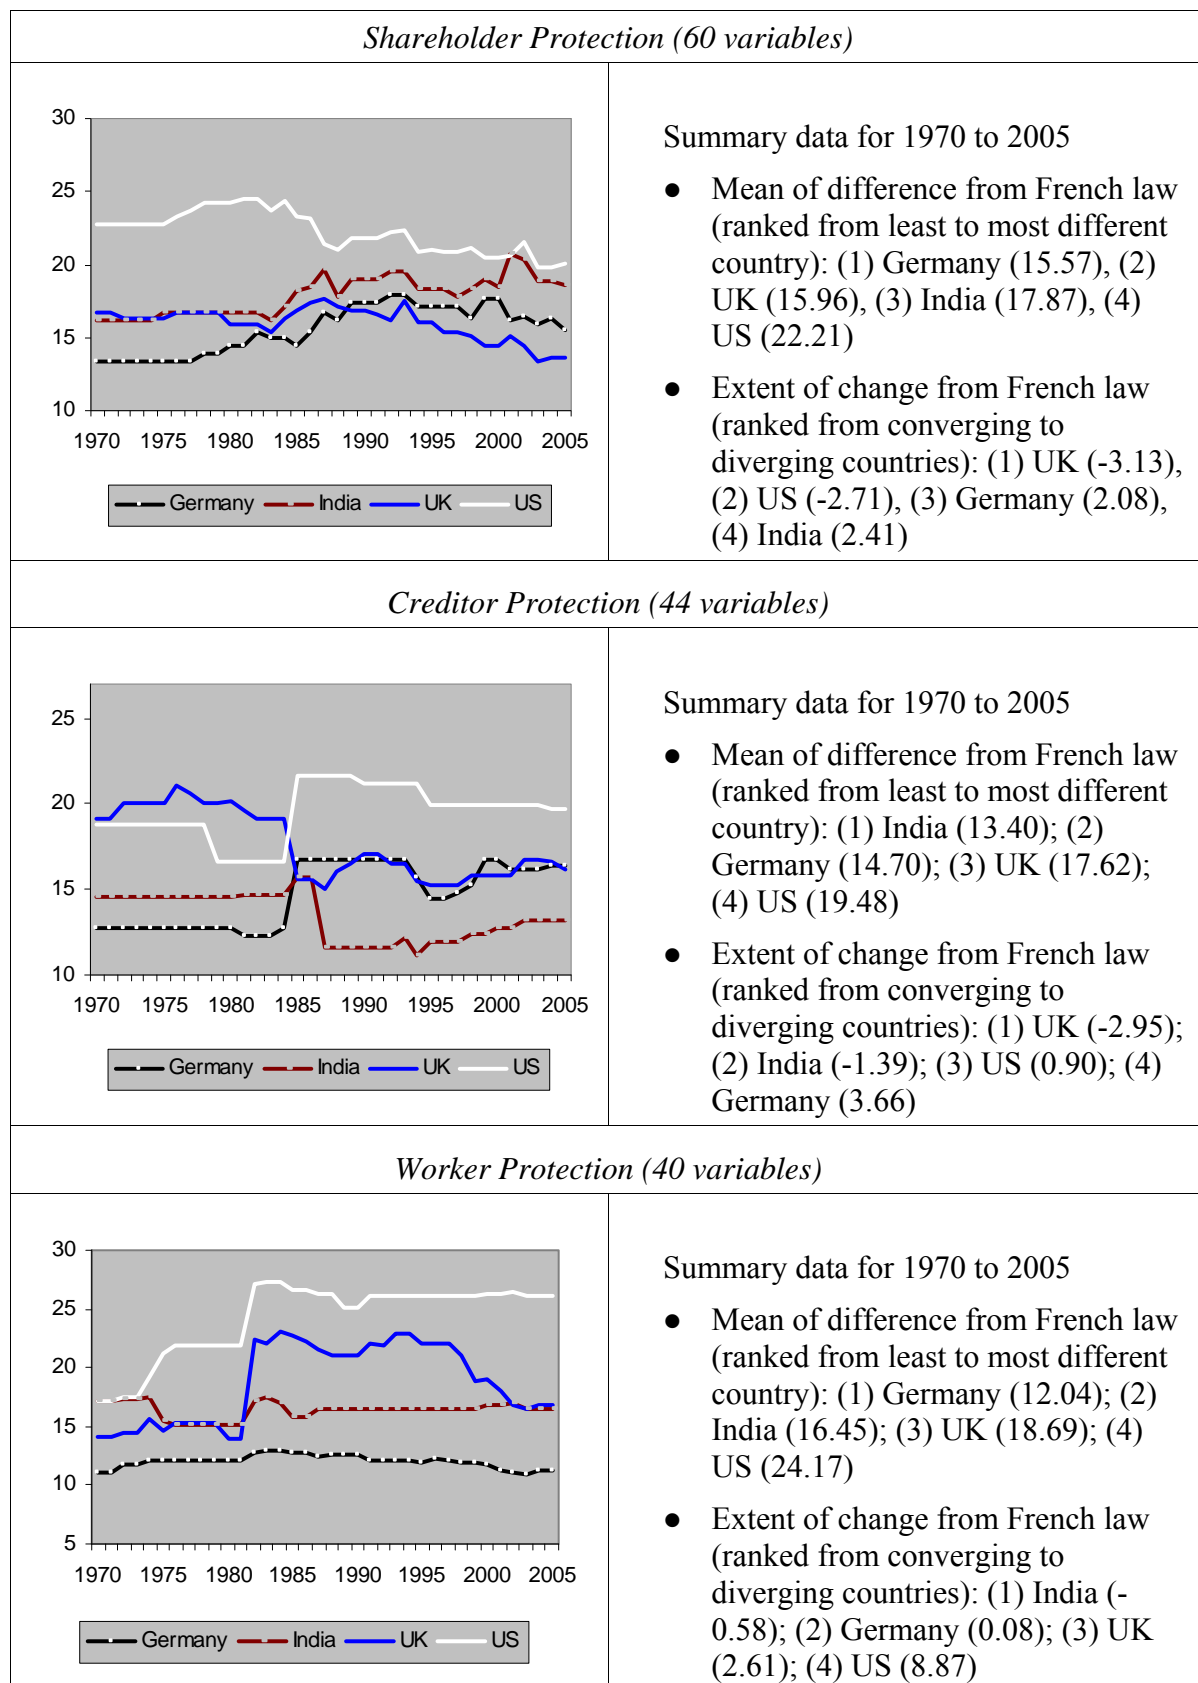 Shareholder Protection (60 variables)
30
25
20
15
10
1970 1975 1980 1985 1990 1995 2000 2005
Germany India UK US
Summary data for 1970 to 2005
● Mean of difference from French law
(ranked from least to most different
country): (1) Germany (15.57), (2)
UK (15.96), (3) India (17.87), (4)
US (22.21)
● Extent of change from French law
(ranked from converging to
diverging countries): (1) UK (-3.13),
(2) US (-2.71), (3) Germany (2.08),
(4) India (2.41)
Creditor Protection (44 variables)
25
20
15
10
1970 1975 1980 1985 1990 1995 2000 2005
Germany India UK US
Summary data for 1970 to 2005
● Mean of difference from French law
(ranked from least to most different
country): (1) India (13.40); (2)
Germany (14.70); (3) UK (17.62);
(4) US (19.48)
● Extent of change from French law
(ranked from converging to
diverging countries): (1) UK (-2.95);
(2) India (-1.39); (3) US (0.90); (4)
Germany (3.66)
Worker Protection (40 variables)
30
25
20
15
10
5
1970 1975 1980 1985 1990 1995 2000 2005
Germany India UK US
Summary data for 1970 to 2005
● Mean of difference from French law
(ranked from least to most different
country): (1) Germany (12.04); (2)
India (16.45); (3) UK (18.69); (4)
US (24.17)
● Extent of change from French law
(ranked from converging to
diverging countries): (1) India (-
0.58); (2) Germany (0.08); (3) UK
(2.61); (4) US (8.87)